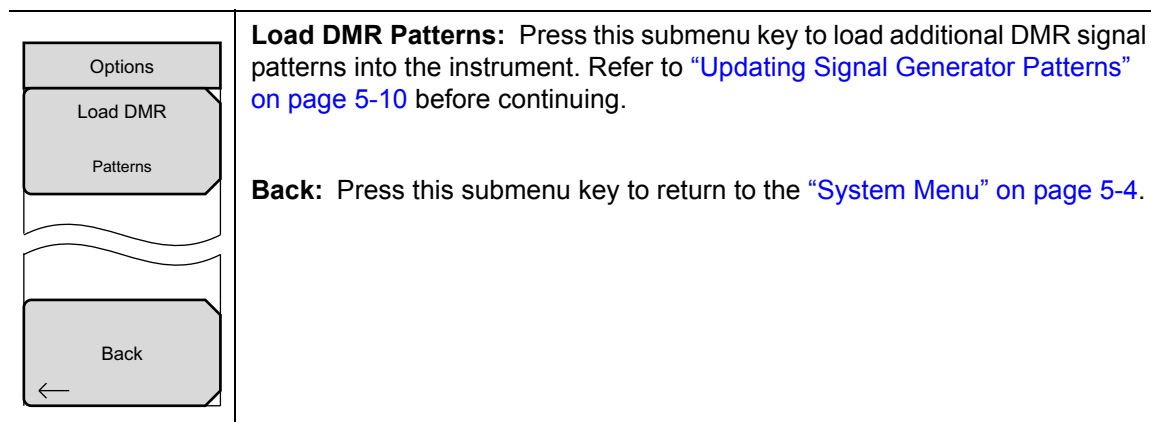 Options
Load DMR
Patterns
Back
Load DMR Patterns: Press this submenu key to load additional DMR signal
patterns into the instrument. Refer to “Updating Signal Generator Patterns”
on page 5-10 before continuing.
Back: Press this submenu key to return to the “System Menu” on page 5-4.